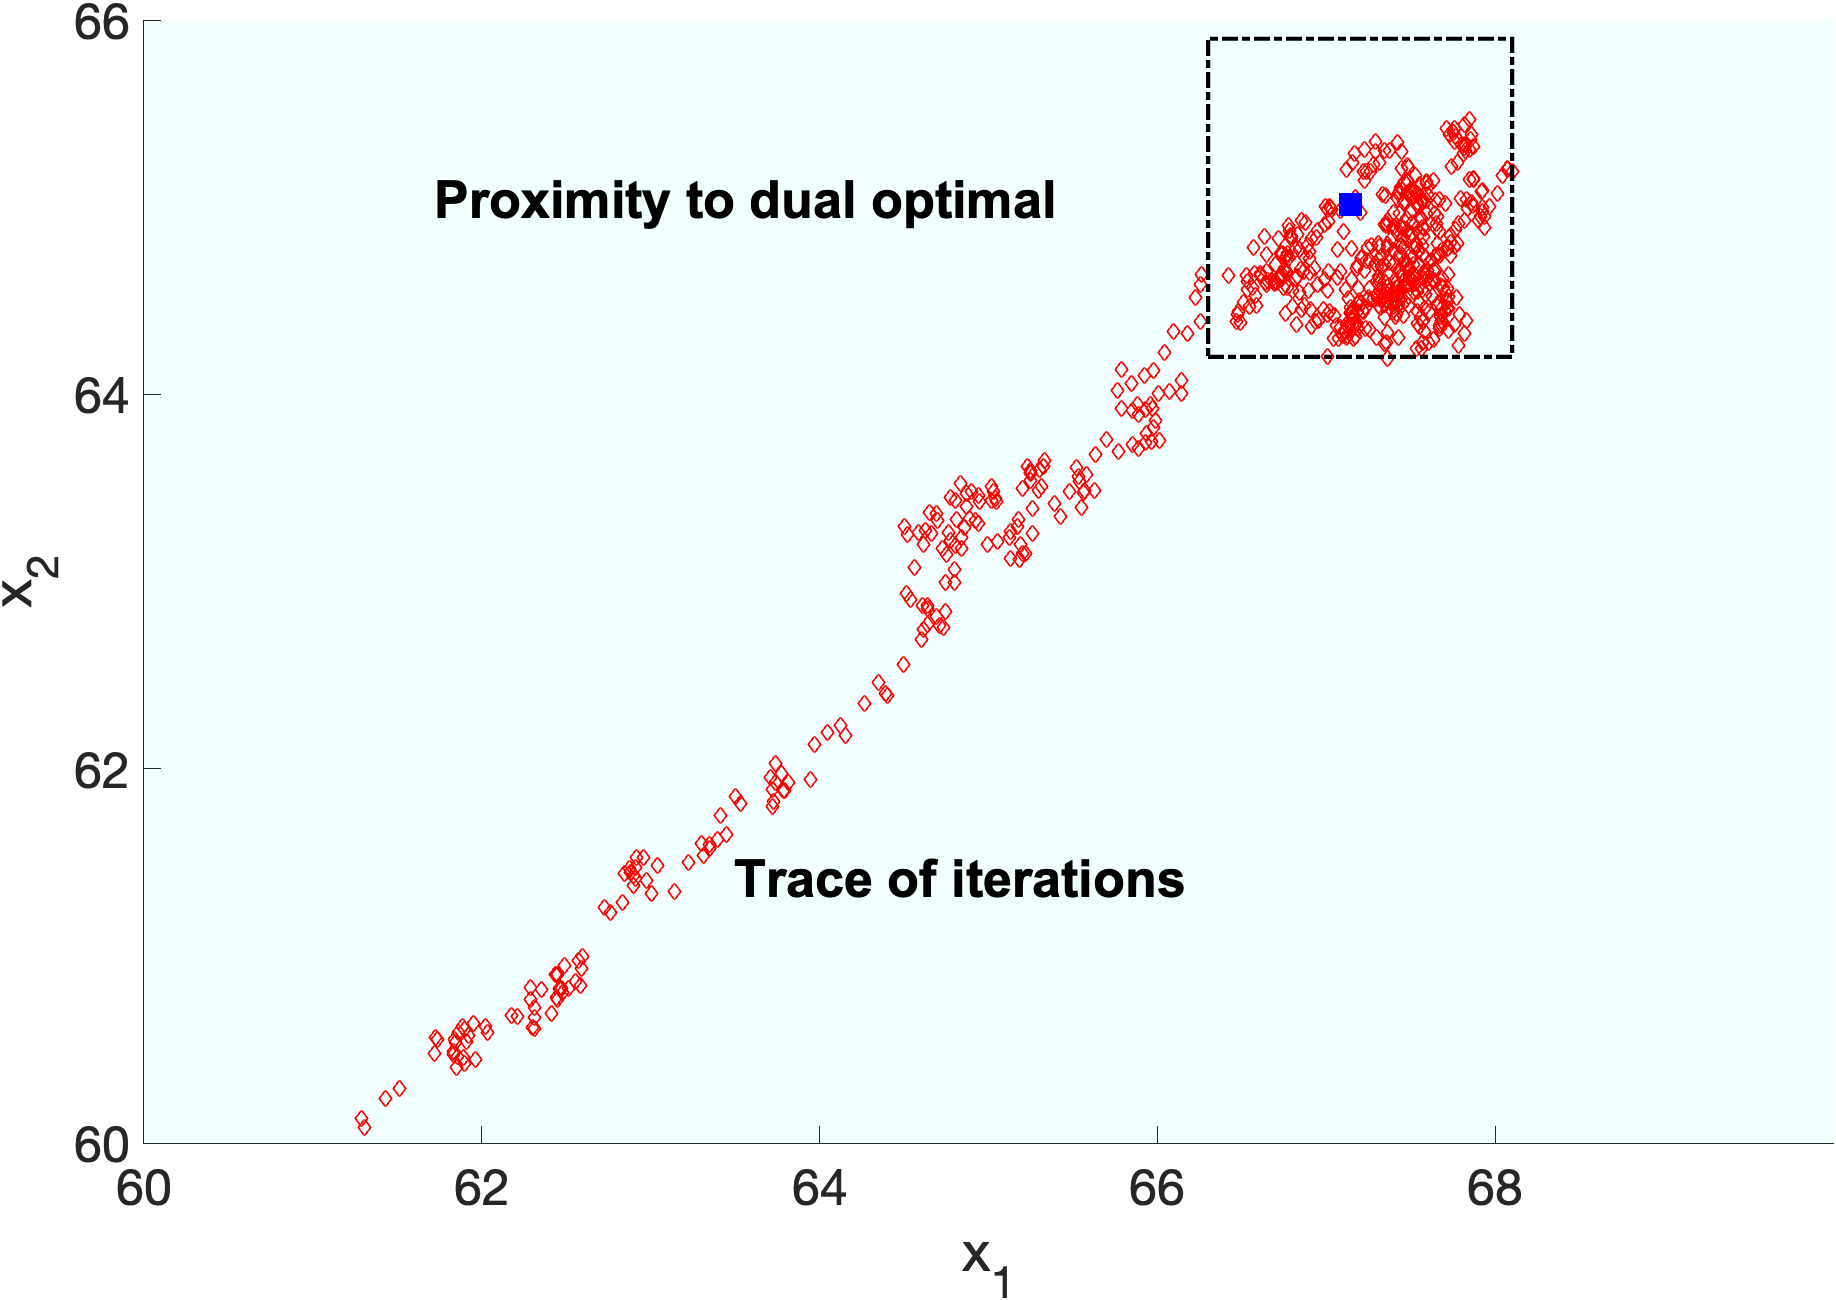 66
Proximity to dual optimal
64
x₂
62
Trace of iterations
60
60 62 64 66 68
x₁